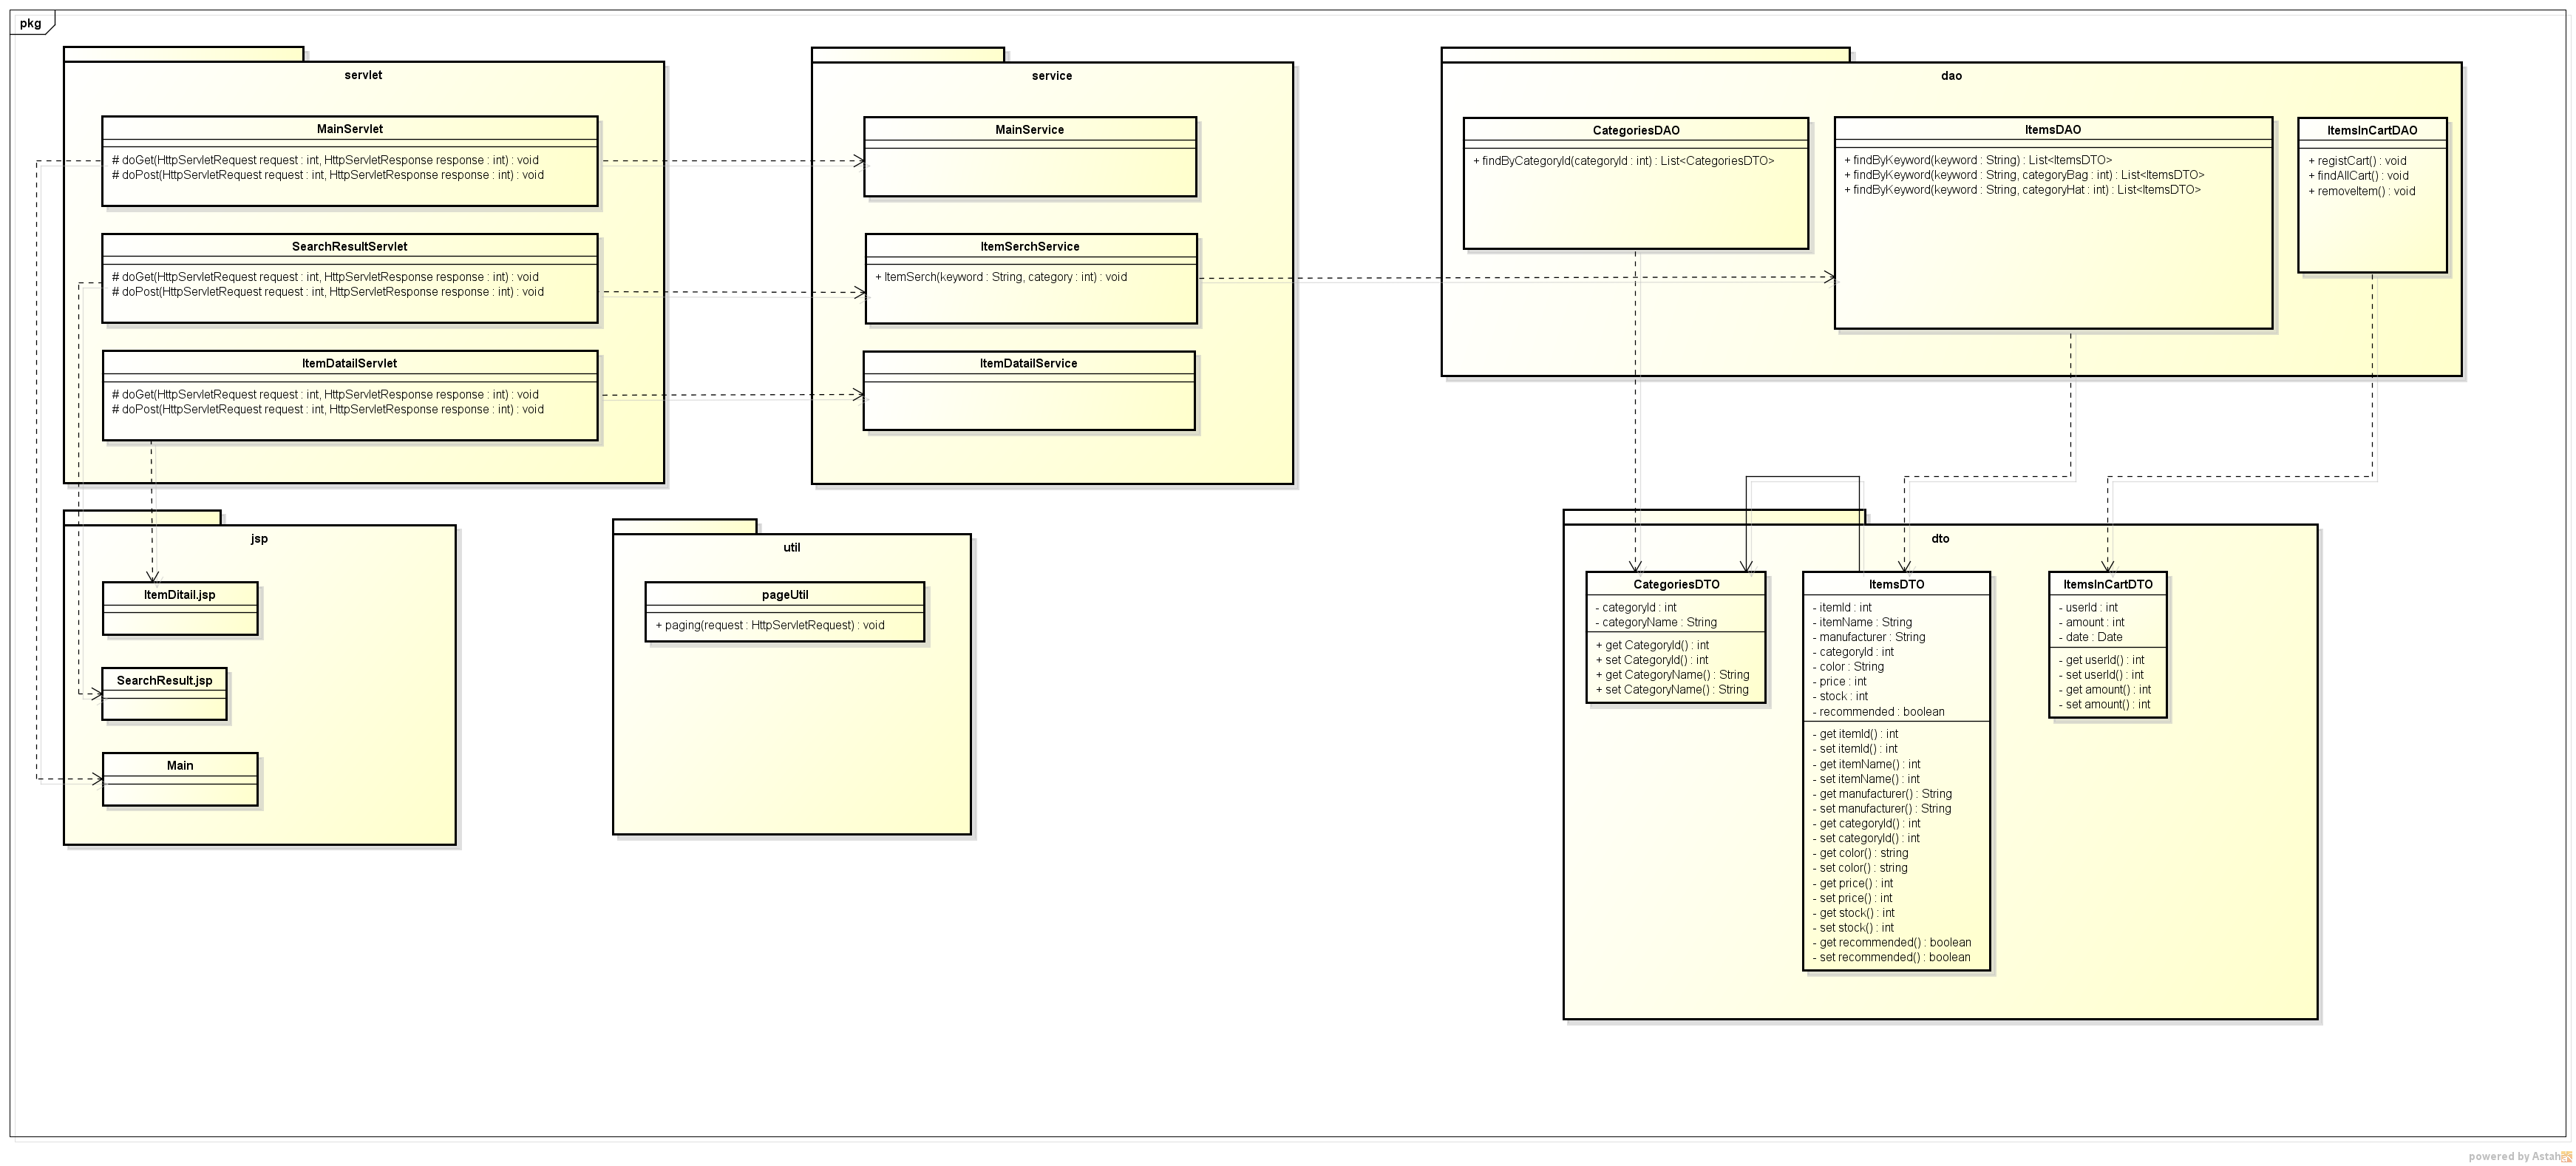 pkg
servlet
MainServlet
# doGet(HttpServletRequest request : int, HttpServletResponse response : int) : void
# doPost(HttpServletRequest request : int, HttpServletResponse response : int) : void
SearchResultServlet
# doGet(HttpServletRequest request : int, HttpServletResponse response : int) : void
# doPost(HttpServletRequest request : int, HttpServletResponse response : int) : void
ItemDatailServlet
# doGet(HttpServletRequest request : int, HttpServletResponse response : int) : void
# doPost(HttpServletRequest request : int, HttpServletResponse response : int) : void
service
MainService
ItemSerchService
+ ItemSerch(keyword : String, category : int) : void
ItemDatailService
dao
CategoriesDAO
+ findByCategoryId(categoryId : int) : List<CategoriesDTO>
ItemsDAO
+ findByKeyword(keyword : String) : List<ItemsDTO>
+ findByKeyword(keyword : String, categoryBag : int) : List<ItemsDTO>
+ findByKeyword(keyword : String, categoryHat : int) : List<ItemsDTO>
ItemsInCartDAO
+ registCart() : void
+ findAllCart() : void
+ removeItem() : void
jsp
ItemDitail.jsp
SearchResult.jsp
Main
util
pageUtil
+ paging(request : HttpServletRequest) : void
dto
CategoriesDTO
- categoryId : int
- categoryName : String
+ get CategoryId() : int
+ set CategoryId() : int
+ get CategoryName() : String
+ set CategoryName() : String
ItemsDTO
- itemId : int
- itemName : String
- manufacturer : String
- categoryId : int
- color : String
- price : int
- stock : int
- recommended : boolean
- get itemId() : int
- set itemId() : int
- get itemName() : int
- set itemName() : int
- get manufacturer() : String
- set manufacturer() : String
- get categoryId() : int
- set categoryId() : int
- get color() : string
- set color() : string
- get price() : int
- set price() : int
- get stock() : int
- set stock() : int
- get recommended() : boolean
- set recommended() : boolean
ItemsInCartDTO
- userId : int
- amount : int
- date : Date
- get userId() : int
- set userId() : int
- get amount() : int
- set amount() : int
powered by Astah